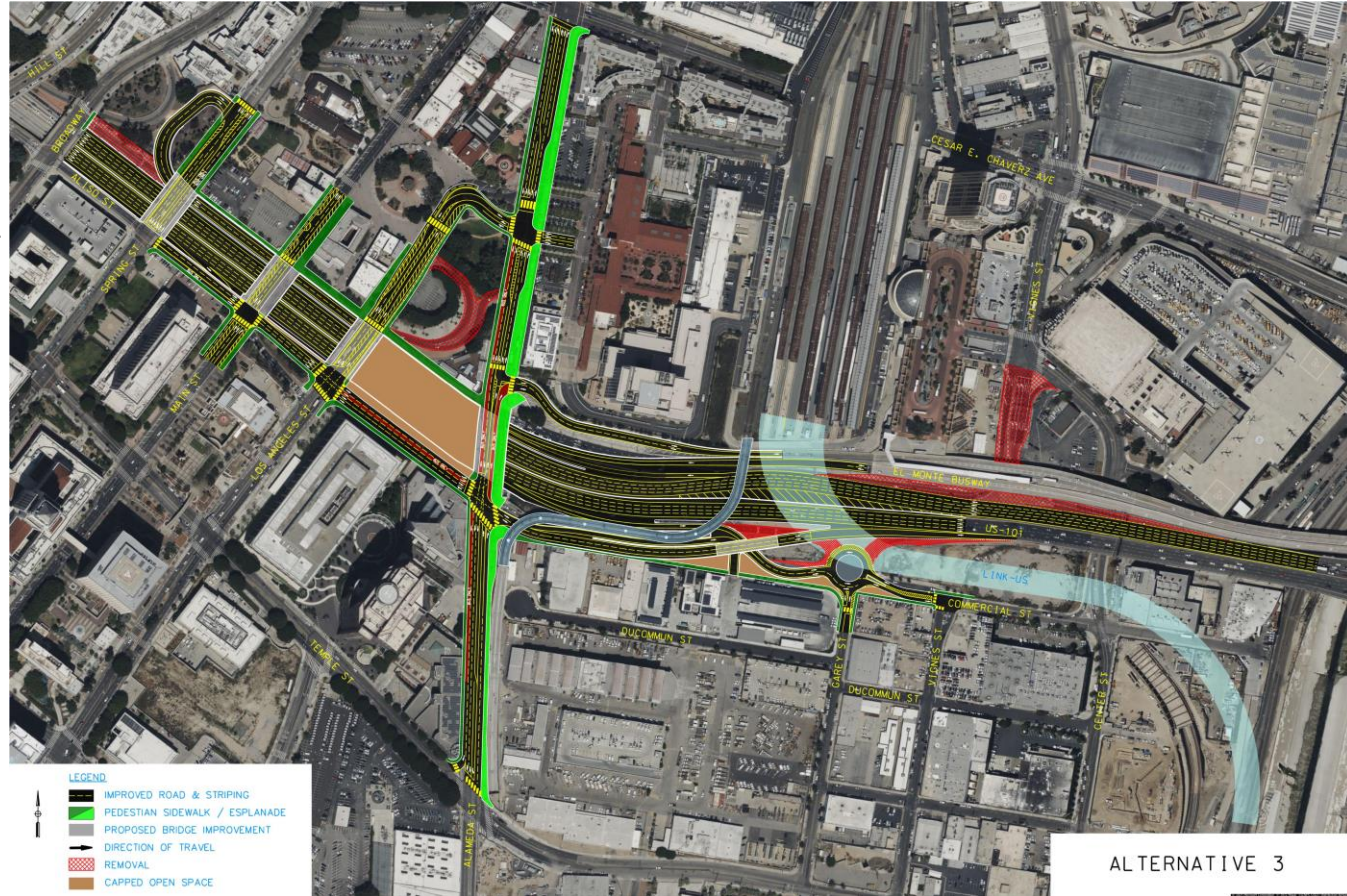 HILL ST
BROADWAY
ALISO ST
SPRING ST
MAIN ST
LOS ANGELES ST
TEMPLE ST
ALAMEDA ST
CESAR E. CHAVERZ AVE
VIGNES ST
EL MONTE BUSWAY
US-101
LINK-US
COMMERCIAL ST
DUCOMMUN ST
GAREY ST
VIGNES ST
DUCOMMUN ST
CENTER ST
LEGEND
IMPROVED ROAD & STRIPING
PEDESTIAN SIDEWALK / ESPLANADE
PROPOSED BRIDGE IMPROVEMENT
DIRECTION OF TRAVEL
REMOVAL
CAPPED OPEN SPACE
ALTERNATIVE 3